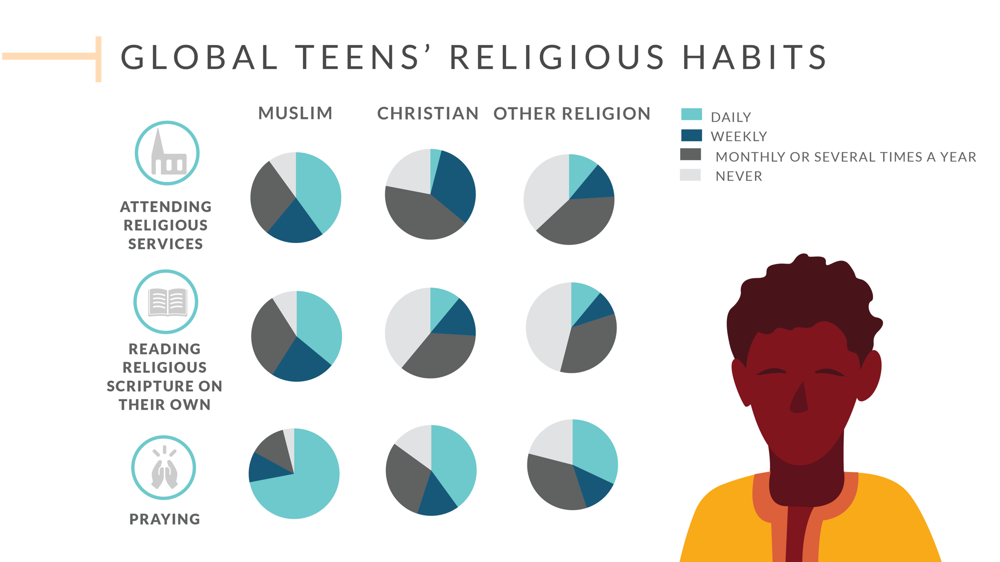 GLOBAL TEENS’ RELIGIOUS HABITS
MUSLIM
CHRISTIAN
OTHER RELIGION
DAILY
WEEKLY
MONTHLY OR SEVERAL TIMES A YEAR
NEVER
ATTENDING
RELIGIOUS
SERVICES
READING
RELIGIOUS
SCRIPTURE ON
THEIR OWN
PRAYING